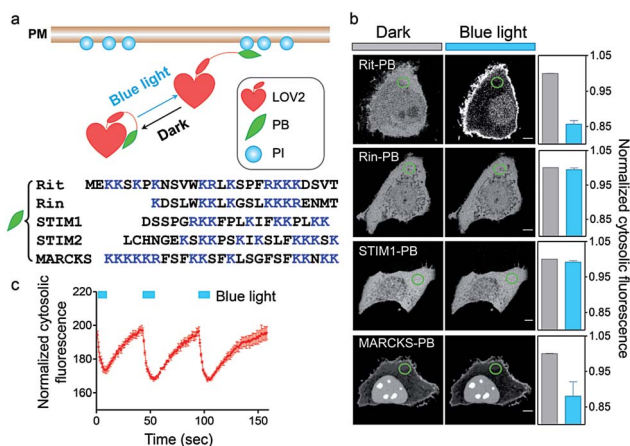 a
PM
Blue light
Dark
LOV2
PB
PI
Rit MEKKSKPKNSVWKRLKSPFRKKKDSVT
Rin KDSLWKLKGSLKKKRENMT
STIM1 DSSPGRKKFPLKIFKKPLKK
STIM2 LCHNGEKSKKPSKIKSLFKKKSK
MARCKS KKKKKRFSFKKSFKLSGFSFKKNKK
c
Blue light
Normalized cytosolic
fluorescence
220
200
180
160
0 50 100 150
Time (sec)
b
Dark Blue light
Rit-PB
1.05
0.95
0.85
Rin-PB
1.05
0.95
0.85
STIM1-PB
1.05
0.95
0.85
MARCKS-PB
1.05
0.95
0.85
Normalized cytosolic fluorescence